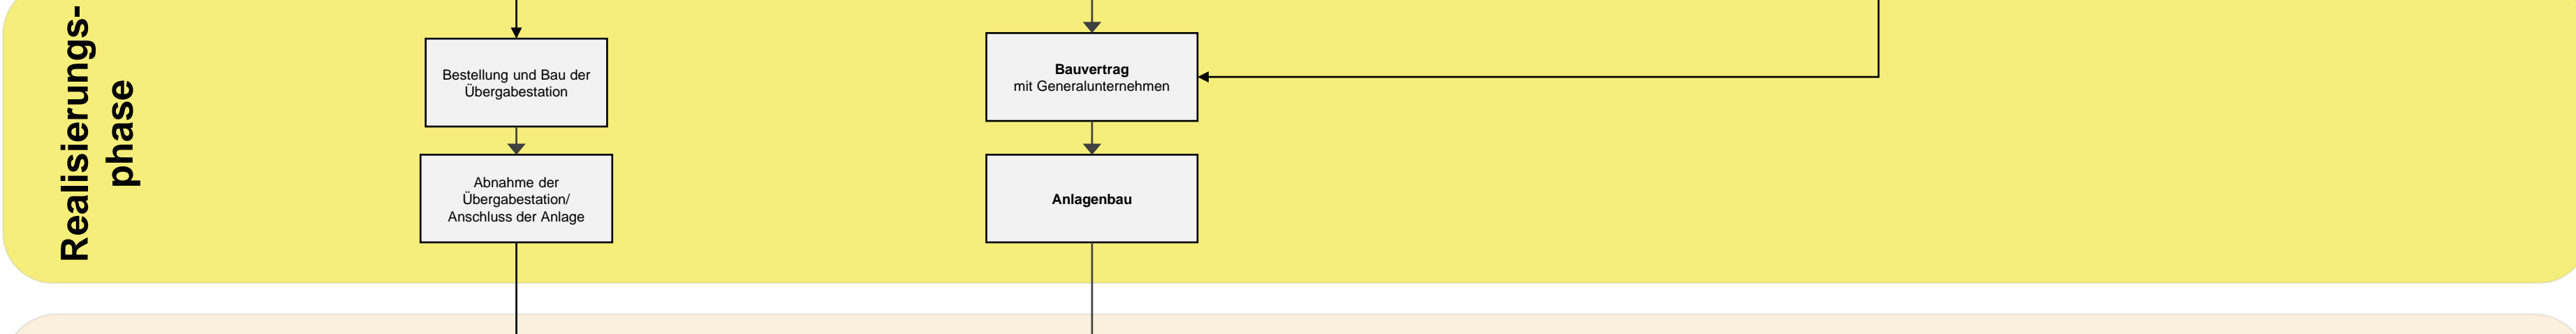 Realisierungs-
phase
Bestellung und Bau der
Übergabestation
Abnahme der
Übergabestation/
Anschluss der Anlage
Bauvertrag
mit Generalunternehmen
Anlagenbau